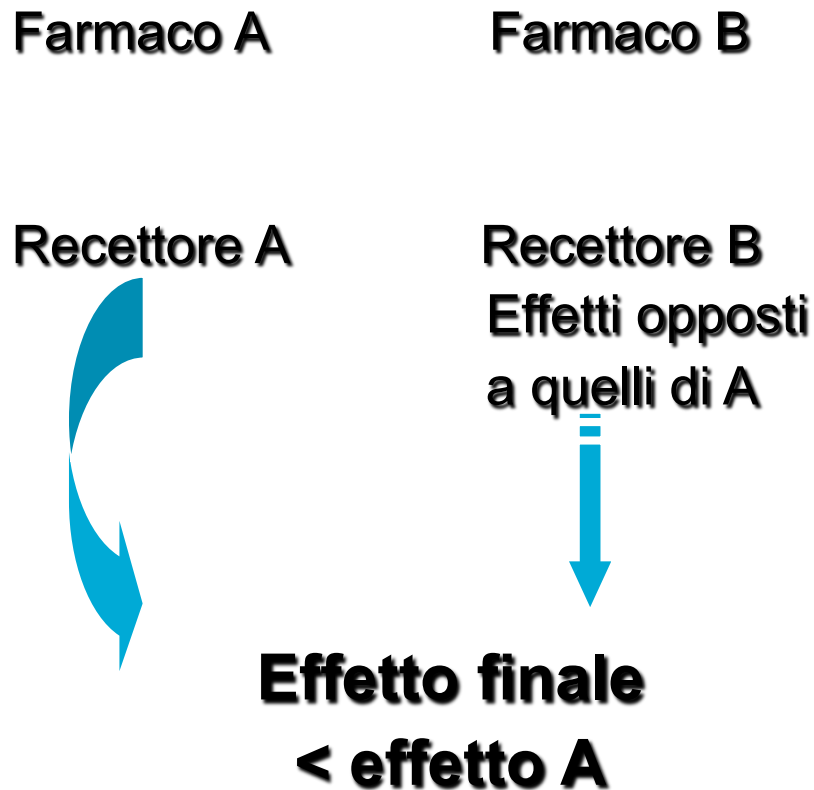 Farmaco A
Farmaco B
Recettore A
Recettore B
Effetti opposti
a quelli di A
Effetto finale
< effetto A